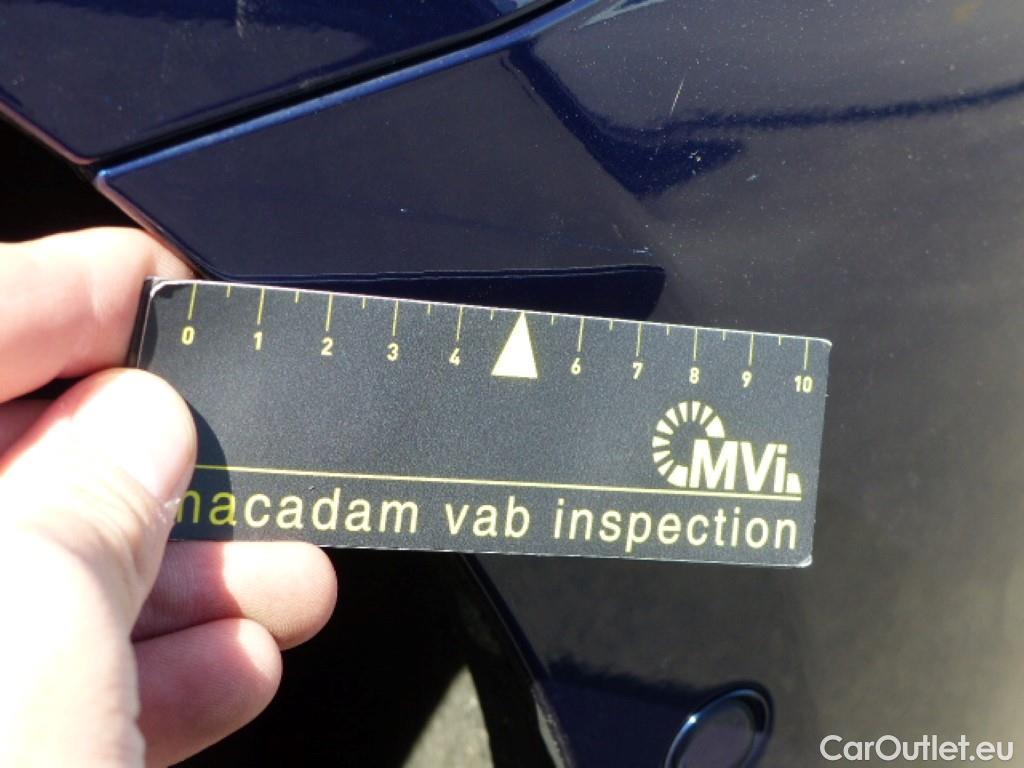 0 1 2 3 4 6 7 8 9 10
MVi
macadam vab inspection
CarOutlet.eu